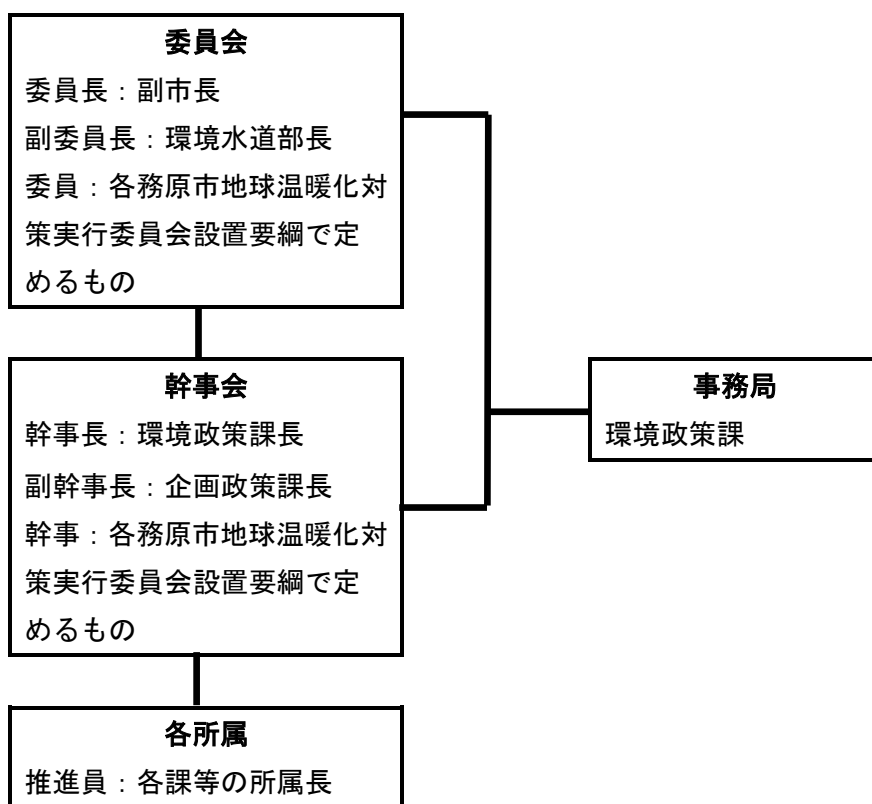 委員会
委員長：副市長
副委員長：環境水道部長
委員：各務原市地球温暖化対
策実行委員会設置要綱で定
めるもの
幹事会
幹事長：環境政策課長
副幹事長：企画政策課長
幹事：各務原市地球温暖化対
策実行委員会設置要綱で定
めるもの
事務局
環境政策課
各所属
推進員：各課等の所属長